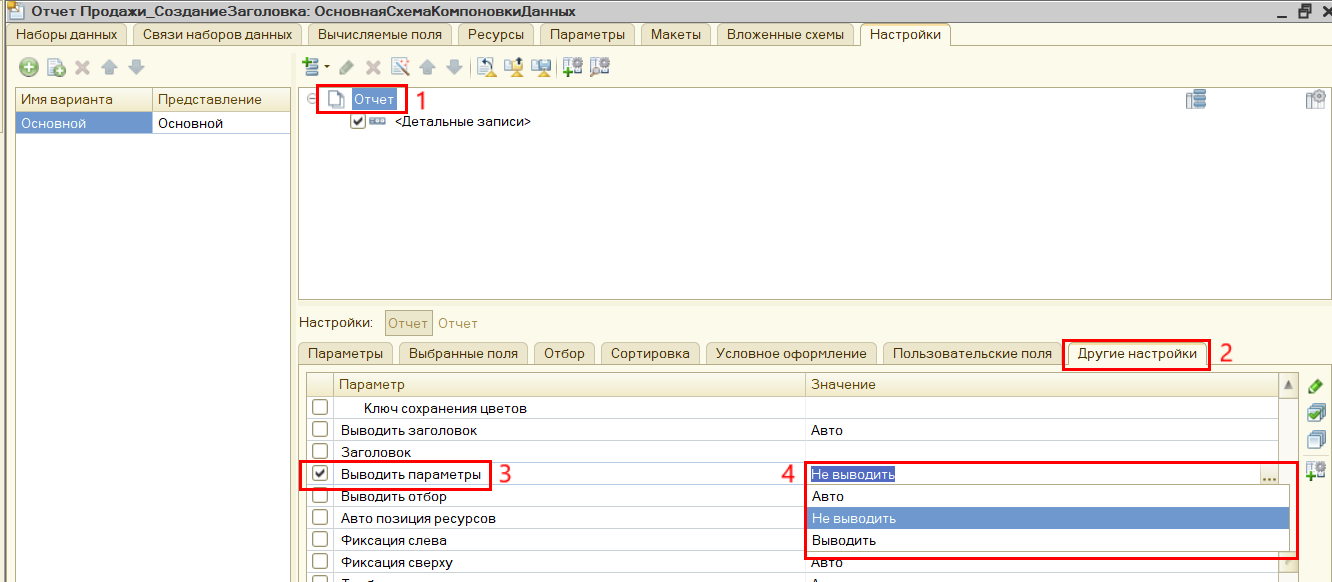 Отчет Продажи_СозданиеЗаголовка: ОсновнаяСхемаКомпоновкиДанных
Наборы данных Связи наборов данных Вычисляемые поля Ресурсы Параметры Макеты Вложенные схемы Настройки
Имя варианта Представление
Основной Основной
Отчет 1
<Детальные записи>
Настройки: Отчет Отчет
Параметры Выбранные поля Отбор Сортировка Условное оформление Пользовательские поля Другие настройки 2
Параметр Значение
Ключ сохранения цветов
Выводить заголовок Авто
Заголовок
Выводить параметры 3 4 Не выводить ...
Выводить отбор Авто
Авто позиция ресурсов Не выводить
Фиксация слева Выводить
Фиксация сверху Авто